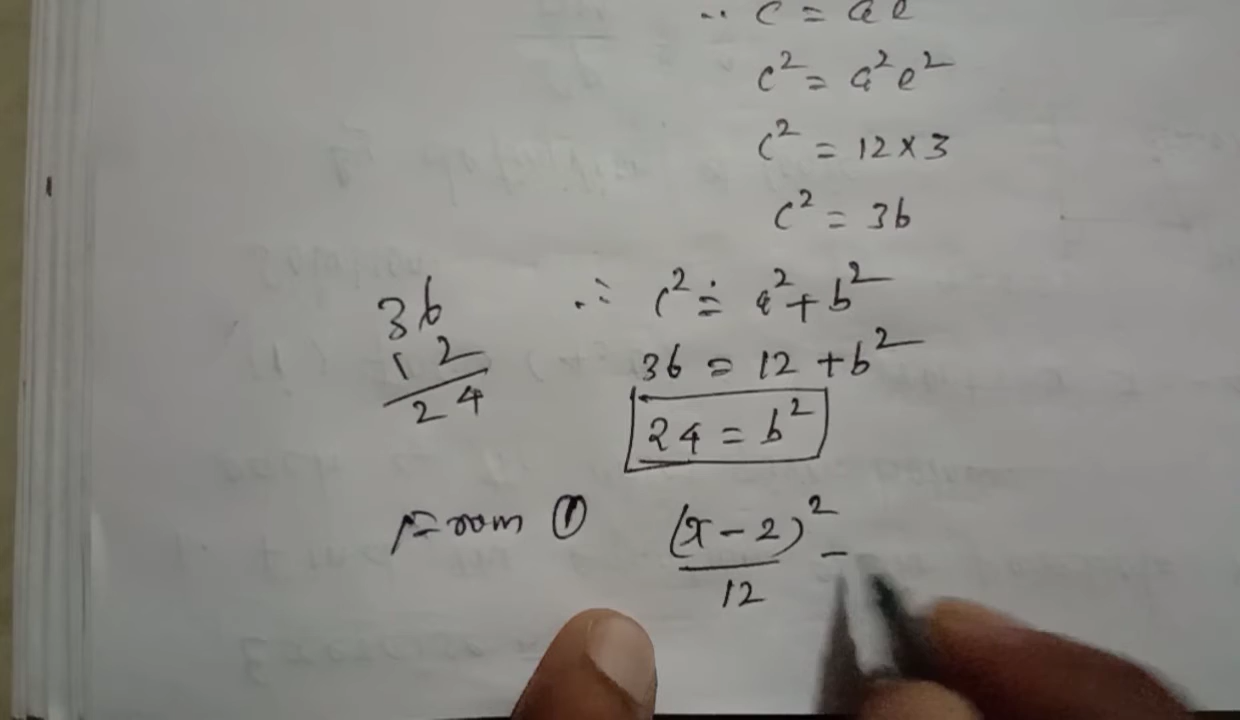 ∴ c = ae
c² = a²e²
c² = 12 × 3
c² = 36
36
12
24
∴ c² = a² + b²
36 = 12 + b²
24 = b²
From ① (x - 2)²/12 -